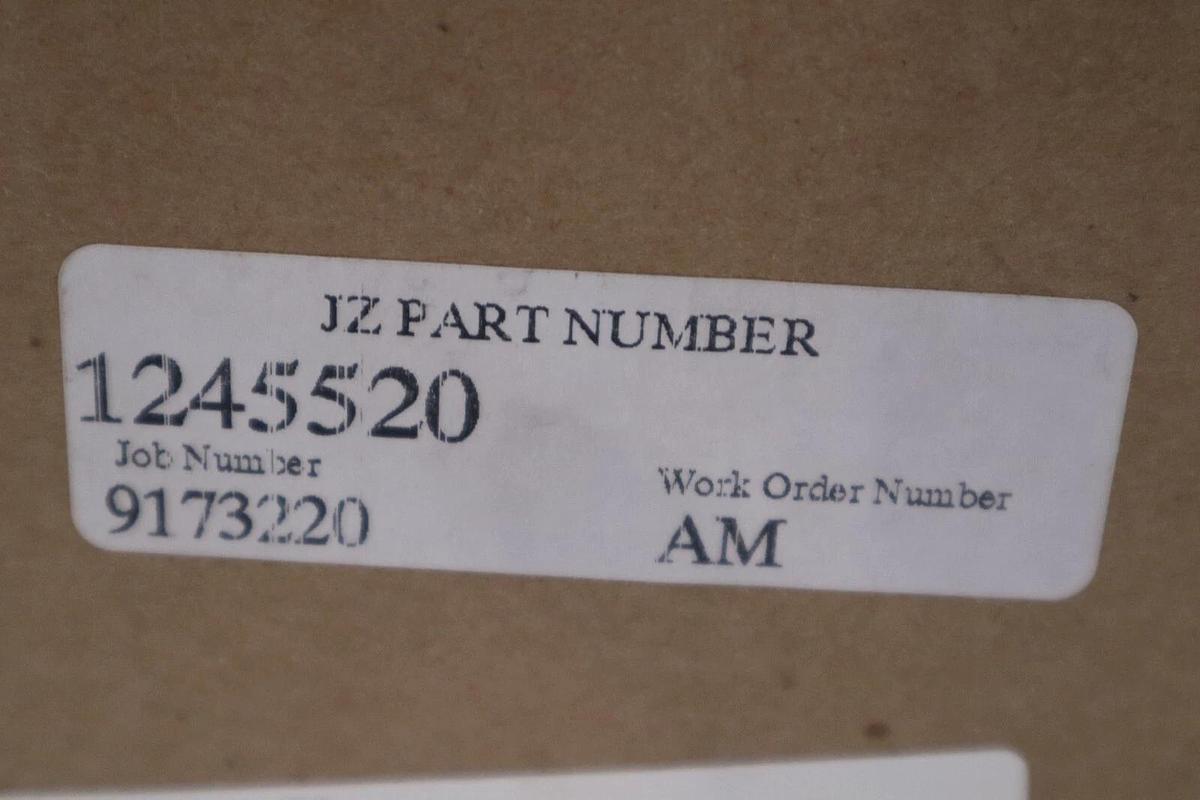 JZ PART NUMBER
1245520
Job Number
9173220
Work Order Number
AM